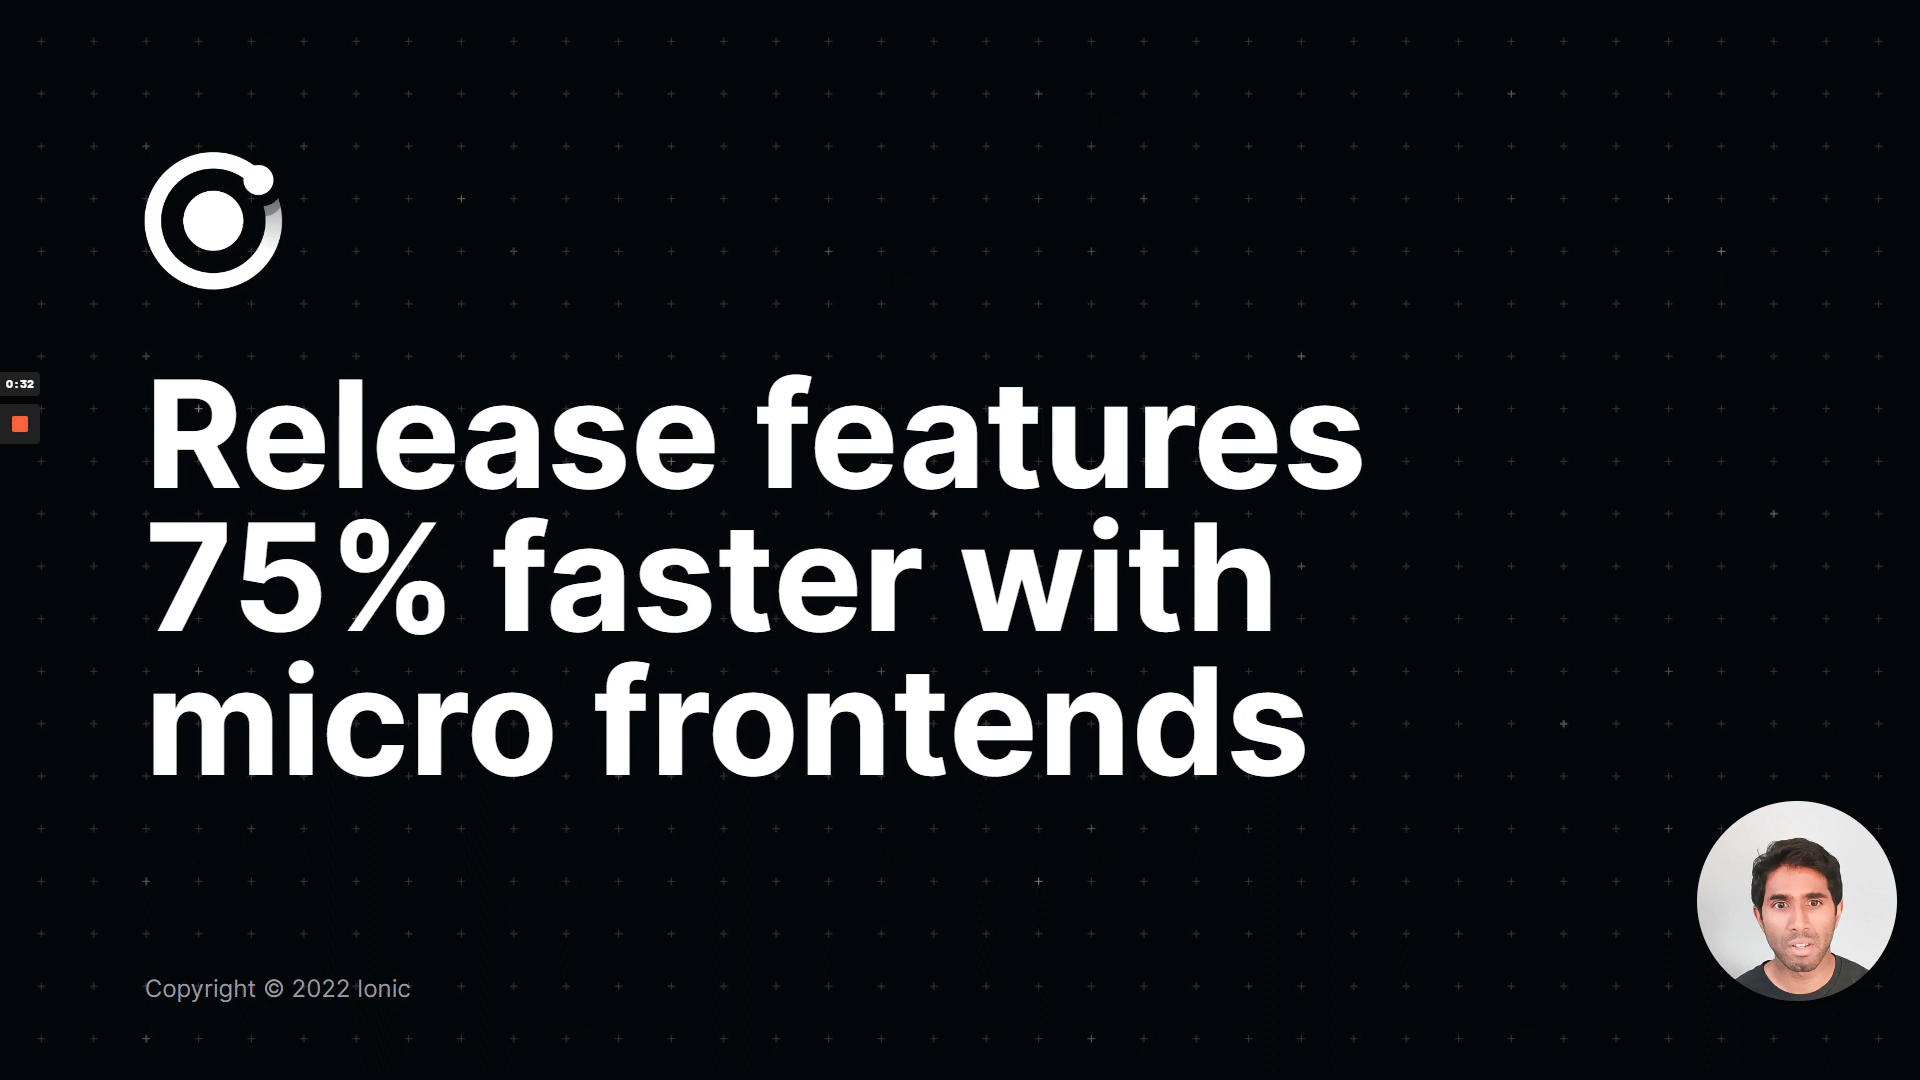 0:32
Release features
75% faster with
micro frontends
Copyright © 2022 Ionic